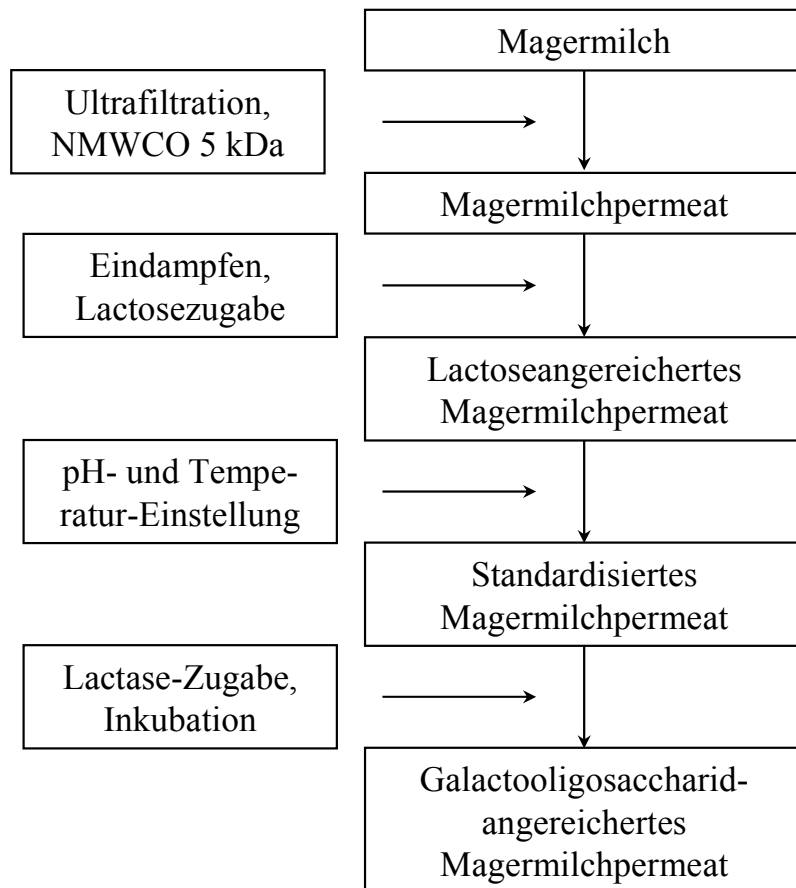 Magermilch
Ultrafiltration,
NMWCO 5 kDa
Magermilchpermeat
Eindampfen,
Lactosezugabe
Lactoseangereichertes
Magermilchpermeat
pH- und Tempe-
ratur-Einstellung
Standardisiertes
Magermilchpermeat
Lactase-Zugabe,
Inkubation
Galactooligosaccharid-
angereichertes
Magermilchpermeat